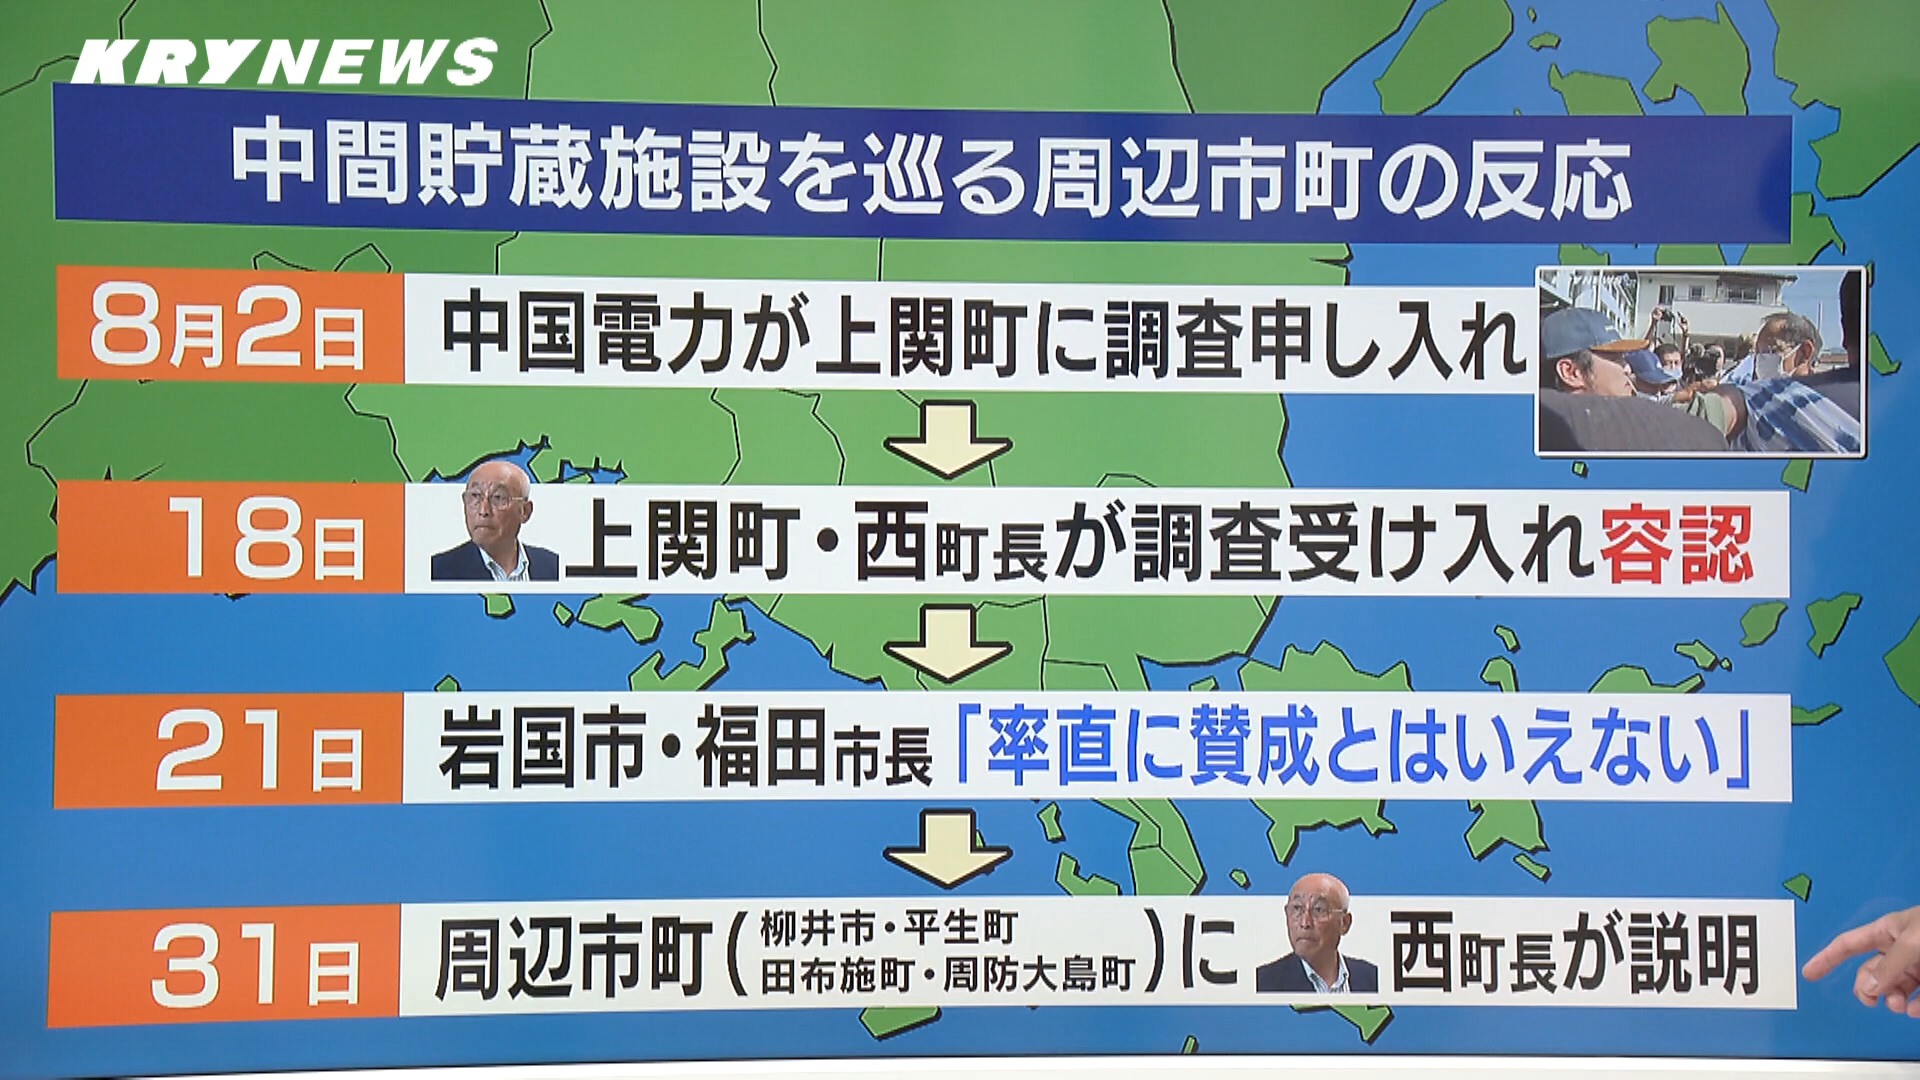 KRY NEWS
中間貯蔵施設を巡る周辺市町の反応
8月2日 中国電力が上関町に調査申し入れ
18日 上関町・西町長が調査受け入れ容認
21日 岩国市・福田市長「率直に賛成とはいえない」
31日 周辺市町(柳井市・平生町
田布施町・周防大島町)に 西町長が説明